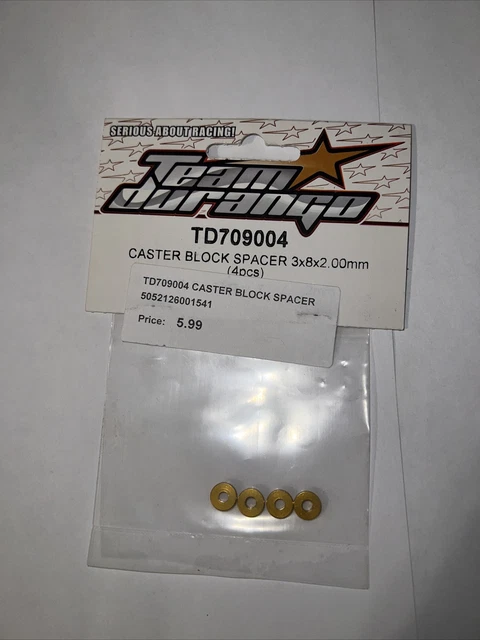 SERIOUS ABOUT RACING!
Team
durango
TD709004
CASTER BLOCK SPACER 3x8x2.00mm
(4pcs)
TD709004 CASTER BLOCK SPACER
5052126001541
Price: 5.99